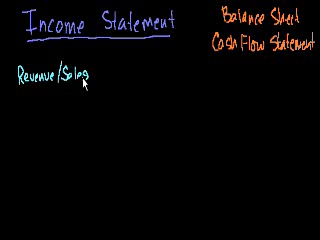 Income Statement
Balance Sheet
Cash Flow Statement
Revenue/Sales